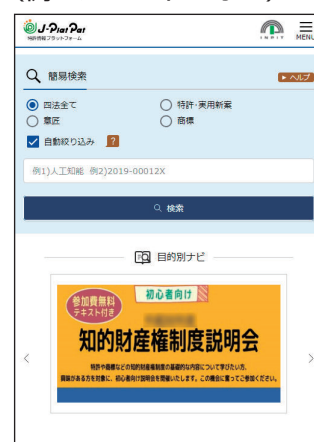 J-PlatPat
特許情報プラットフォーム
INPIT
MENU
簡易検索
ヘルプ
四法全て
特許・実用新案
意匠
商標
自動絞り込み
?
例1)人工知能 例2)2019-00012X
検索
目的別ナビ
参加費無料
テキスト付き
初心者向け
知的財産権制度説明会
特許や商標などの知的財産権制度の基礎的な内容について学びたい方、
興味がある方を対象に、初心者向け説明会を開催いたします。この機会に奮ってご参加ください。